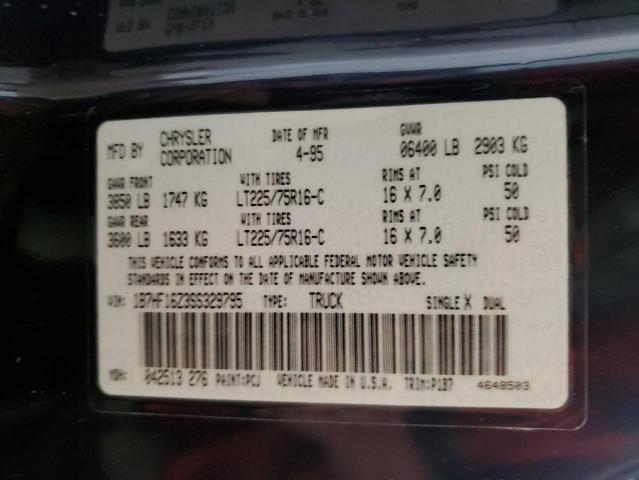 MFD BY CHRYSLER CORPORATION DATE OF MFR 4-95 GVWR 06400 LB 2903 KG
GAWR FRONT WITH TIRES RIMS AT PSI COLD
3850 LB 1747 KG LT225/75R16-C 16 X 7.0 50
GAWR REAR WITH TIRES RIMS AT PSI COLD
3600 LB 1633 KG LT225/75R16-C 16 X 7.0 50
THIS VEHICLE CONFORMS TO ALL APPLICABLE FEDERAL MOTOR VEHICLE SAFETY
STANDARDS IN EFFECT ON THE DATE OF MANUFACTURE SHOWN ABOVE.
VIN: 1B7HF16Z3SS329795 TYPE: TRUCK SINGLE X DUAL
MDH: 042513 276 PAINT:PCJ VEHICLE MADE IN U.S.A. TRIM:P1B7 4648503